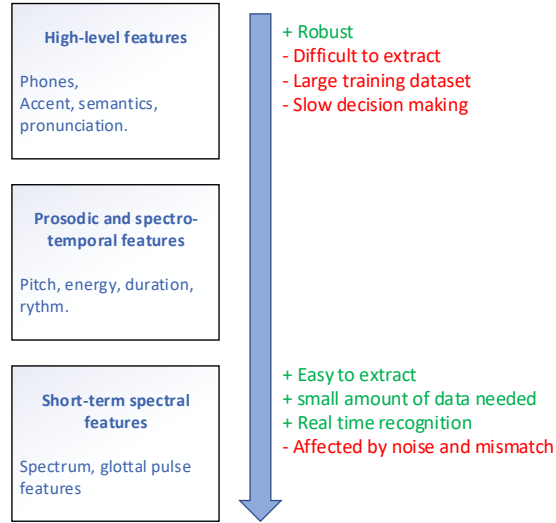 High-level features
Phones,
Accent, semantics,
pronunciation.
+ Robust
- Difficult to extract
- Large training dataset
- Slow decision making
Prosodic and spectro-
temporal features
Pitch, energy, duration,
rythm.
Short-term spectral
features
Spectrum, glottal pulse
features
+ Easy to extract
+ small amount of data needed
+ Real time recognition
- Affected by noise and mismatch